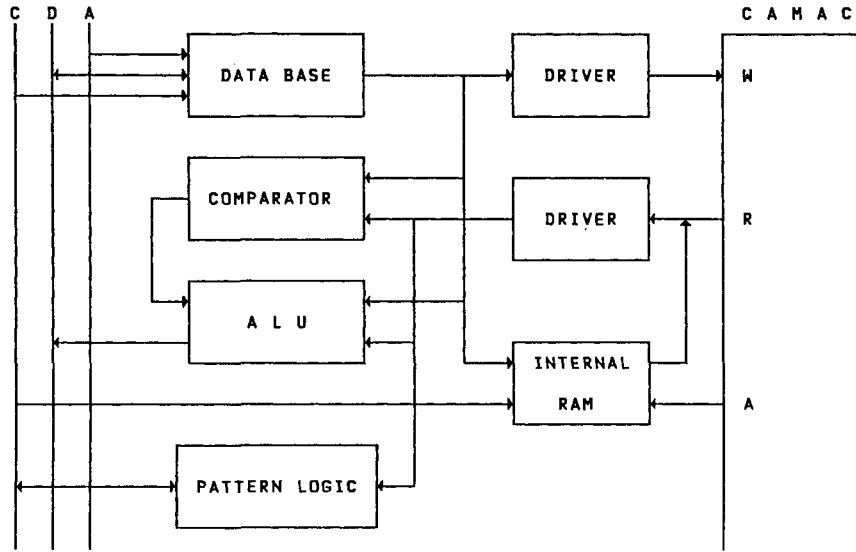 C D A C A M A C
DATA BASE DRIVER W
COMPARATOR DRIVER R
A L U
INTERNAL
RAM A
PATTERN LOGIC